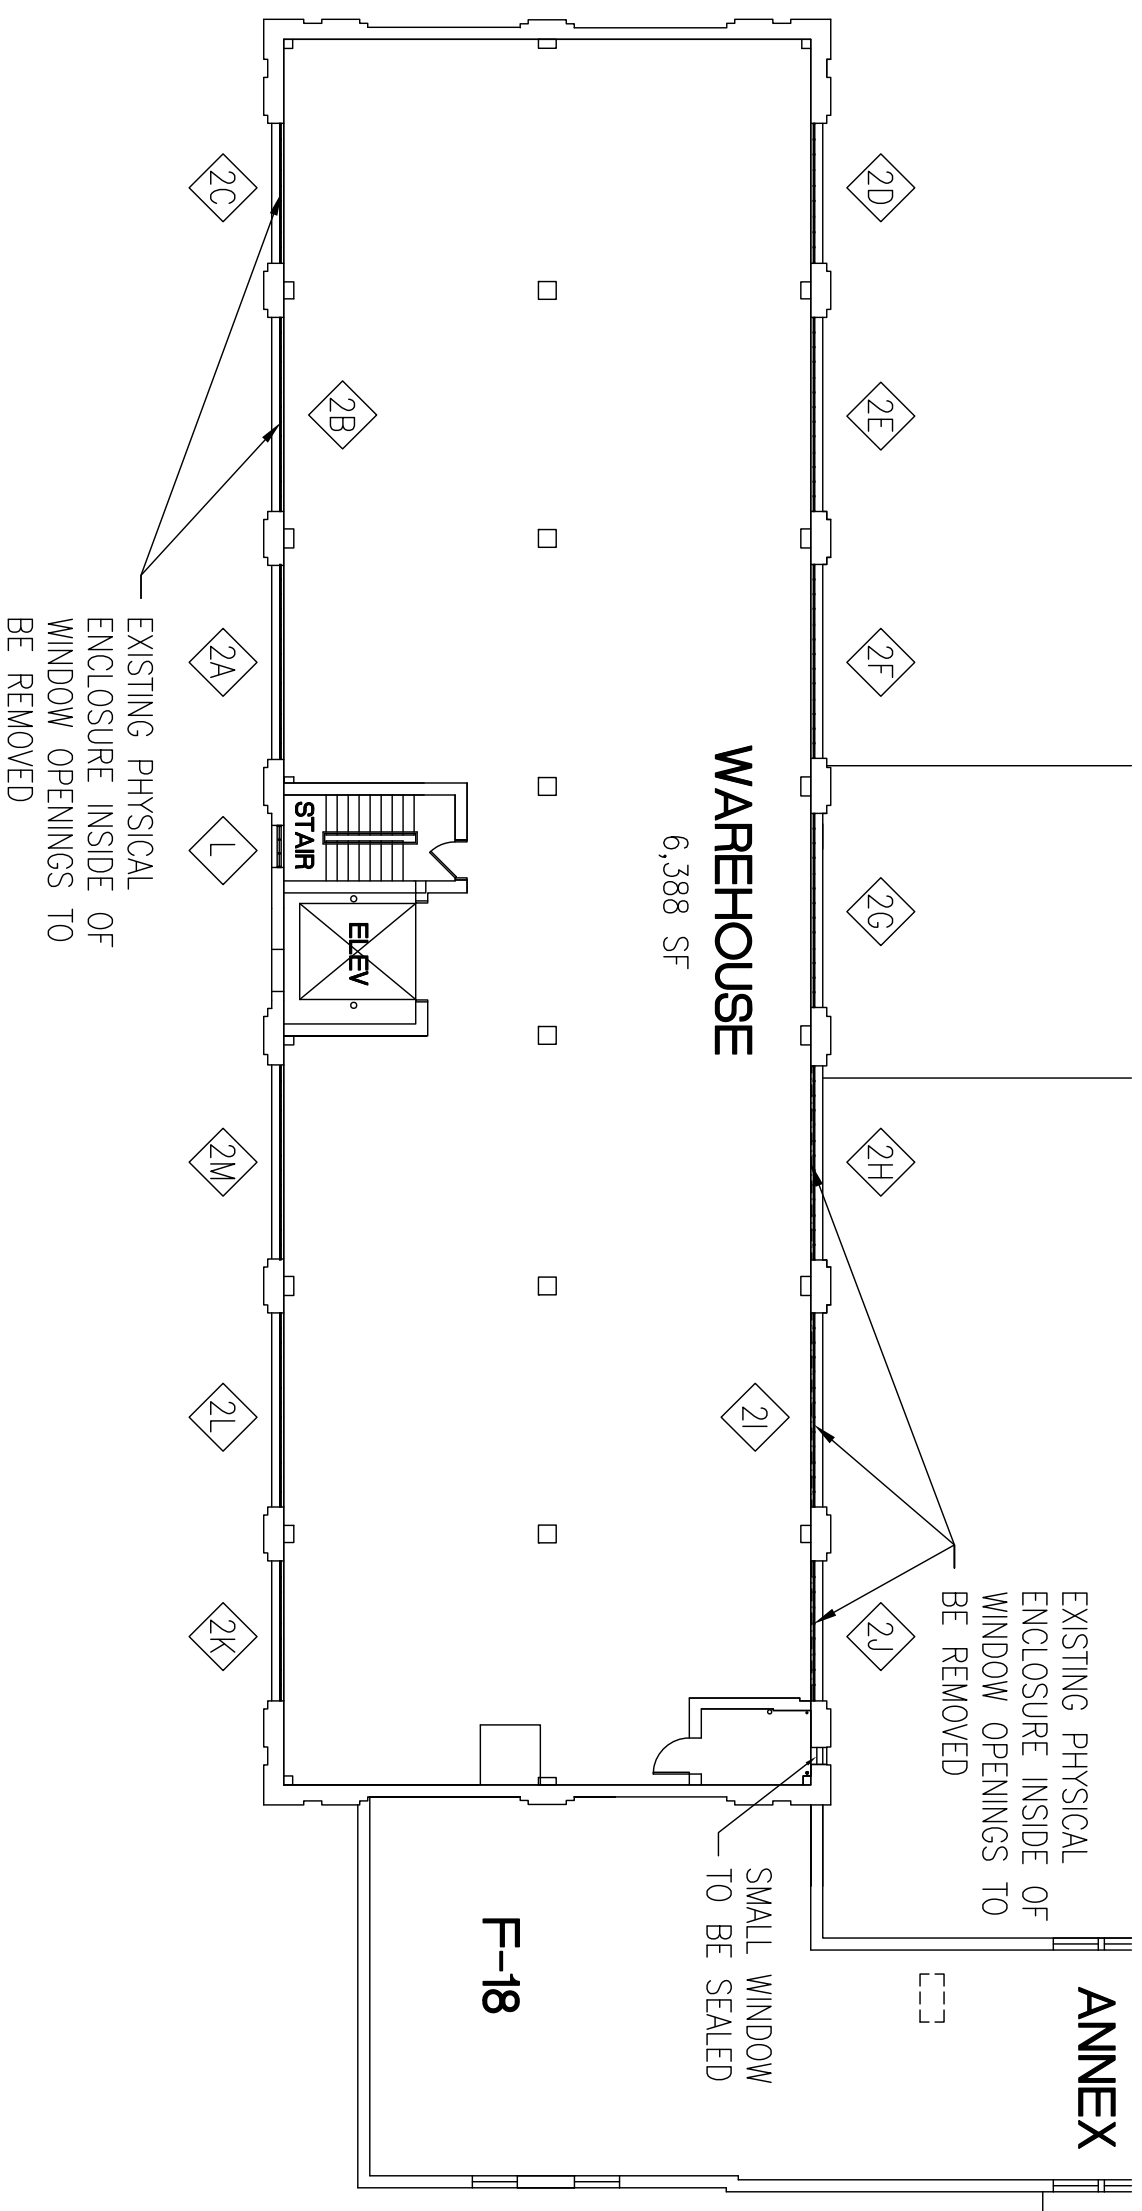 ANNEX
EXISTING PHYSICAL
ENCLOSURE INSIDE OF
WINDOW OPENINGS TO
BE REMOVED
2D
2E
2F
2G
2H
2J
2I
WAREHOUSE
6,388 SF
SMALL WINDOW
TO BE SEALED
F-18
2B
STAIR
ELEV
2C
2A
L
2M
2L
2K
EXISTING PHYSICAL
ENCLOSURE INSIDE OF
WINDOW OPENINGS TO
BE REMOVED